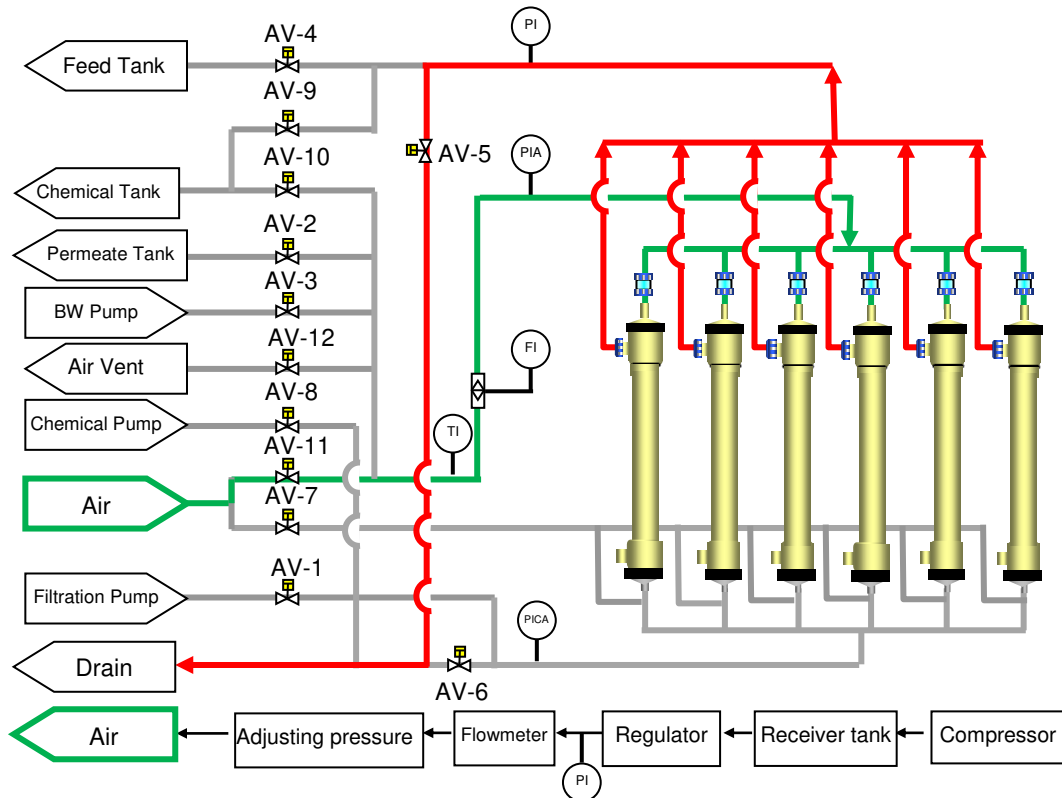 AV-4
PI
Feed Tank
AV-9
AV-5
PIA
AV-10
Chemical Tank
AV-2
Permeate Tank
AV-3
BW Pump
AV-12
Air Vent
FI
AV-8
Chemical Pump
TI
AV-11
Air
AV-7
AV-1
Filtration Pump
PICA
Drain
AV-6
Air
Adjusting pressure
Flowmeter
Regulator
Receiver tank
Compressor
PI